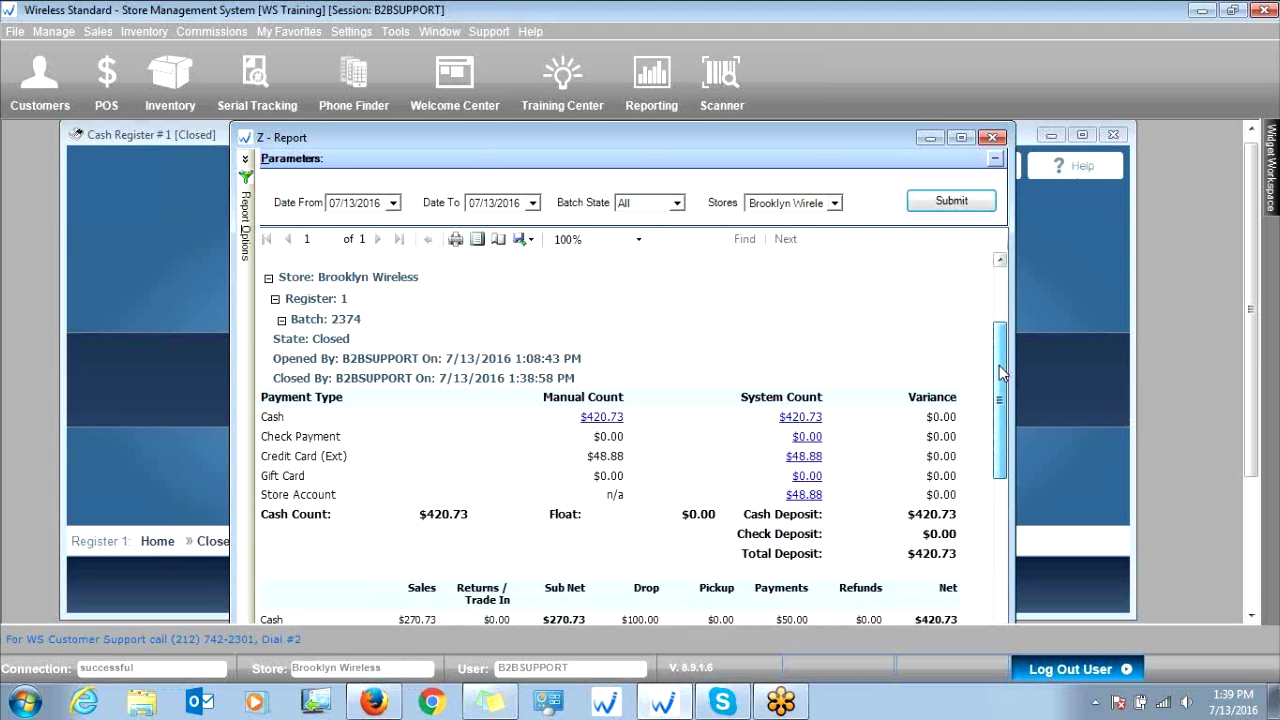 Wireless Standard - Store Management System [WS Training] [Session: B2BSUPPORT]
File Manage Sales Inventory Commissions My Favorites Settings Tools Window Support Help
Customers POS Inventory Serial Tracking Phone Finder Welcome Center Training Center Reporting Scanner
Cash Register #1 [Closed]
Z - Report
Parameters:
Help
Widget Workspace
Report Options
Date From 07/13/2016 Date To 07/13/2016 Batch State All Stores Brooklyn Wirele Submit
1 of 1 100% Find Next
Store: Brooklyn Wireless
Register: 1
Batch: 2374
State: Closed
Opened By: B2BSUPPORT On: 7/13/2016 1:08:43 PM
Closed By: B2BSUPPORT On: 7/13/2016 1:38:58 PM
Payment Type Manual Count System Count Variance
Cash $420.73 $420.73 $0.00
Check Payment $0.00 $0.00 $0.00
Credit Card (Ext) $48.88 $48.88 $0.00
Gift Card $0.00 $0.00 $0.00
Store Account n/a $48.88 $0.00
Cash Count: $420.73 Float: $0.00 Cash Deposit: $420.73
Check Deposit: $0.00
Total Deposit: $420.73
Register 1: Home » Close
Sales Returns / Trade In Sub Net Drop Pickup Payments Refunds Net
Cash $270.73 $0.00 $270.73 $100.00 $0.00 $50.00 $0.00 $420.73
For WS Customer Support call (212) 742-2301, Dial #2
Connection: successful Store: Brooklyn Wireless User: B2BSUPPORT V. 8.9.1.6 Log Out User
1:39 PM
7/13/2016